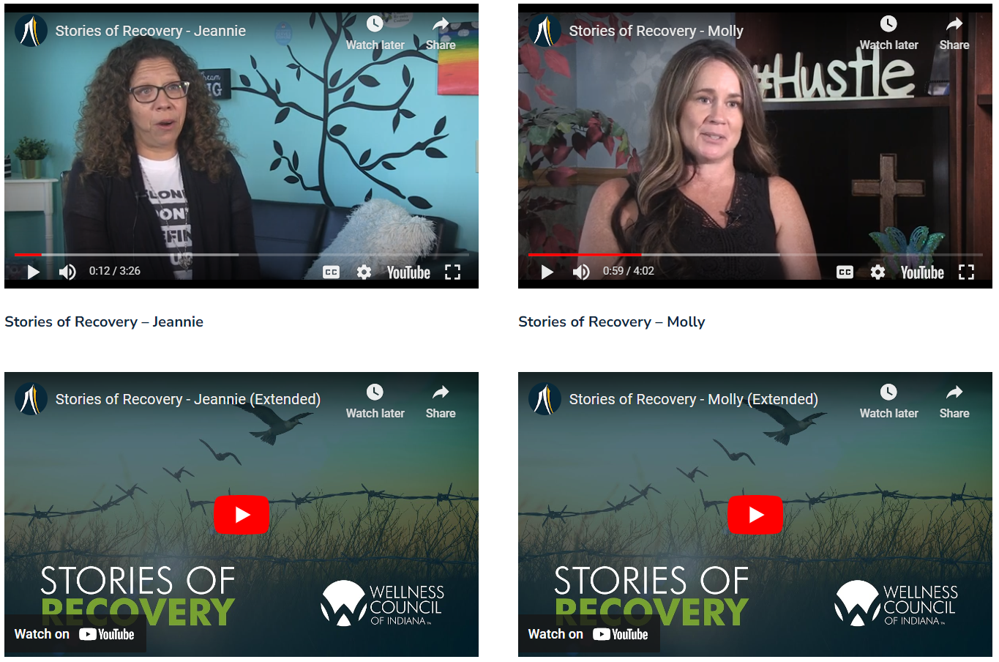 Stories of Recovery - Jeannie
Watch later
Share
BIG
0:12 / 3:26
CC
YouTube
Stories of Recovery - Molly
Watch later
Share
#Hustle
0:59 / 4:02
CC
YouTube
Stories of Recovery – Jeannie
Stories of Recovery – Molly
Stories of Recovery - Jeannie (Extended)
Watch later
Share
STORIES OF
RECOVERY
WELLNESS
COUNCIL
OF INDIANA
Watch on YouTube
Stories of Recovery - Molly (Extended)
Watch later
Share
STORIES OF
RECOVERY
WELLNESS
COUNCIL
OF INDIANA
Watch on YouTube